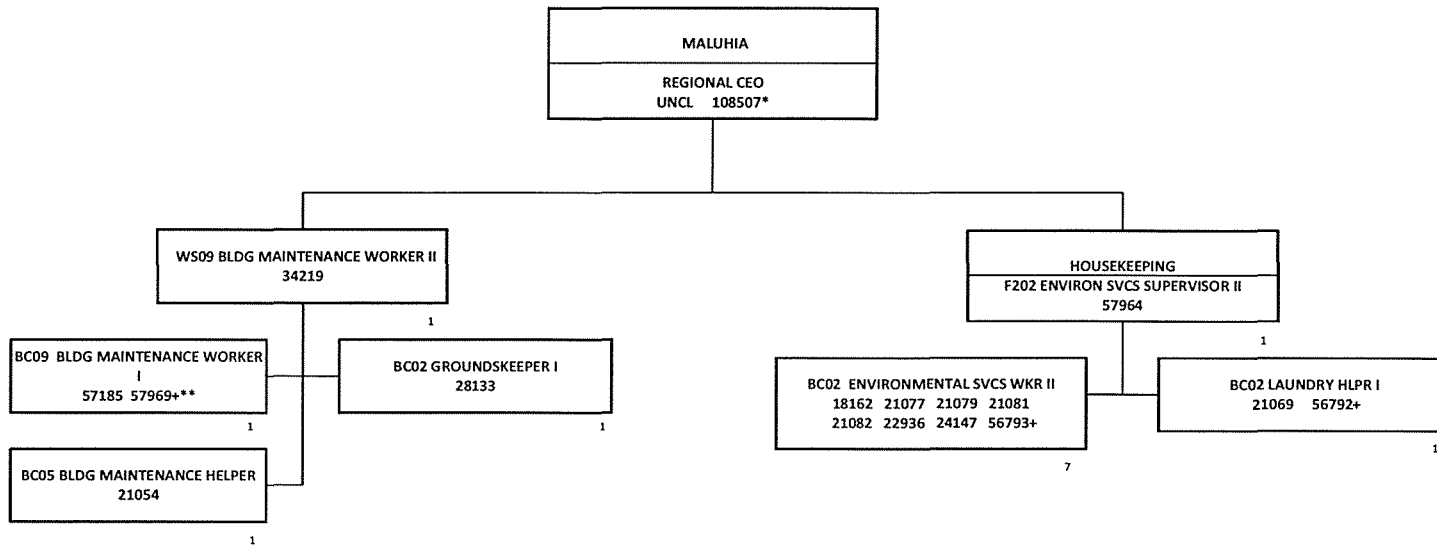 MALUHIA
REGIONAL CEO
UNCL 108507*
WS09 BLDG MAINTENANCE WORKER II
34219
1
BC09 BLDG MAINTENANCE WORKER
I
57185 57969+**
1
BC02 GROUNDSKEEPER I
28133
1
BC05 BLDG MAINTENANCE HELPER
21054
1
HOUSEKEEPING
F202 ENVIRON SVCS SUPERVISOR II
57964
1
BC02 ENVIRONMENTAL SVCS WKR II
18162 21077 21079 21081
21082 22936 24147 56793+
7
BC02 LAUNDRY HLPR I
21069 56792+
1